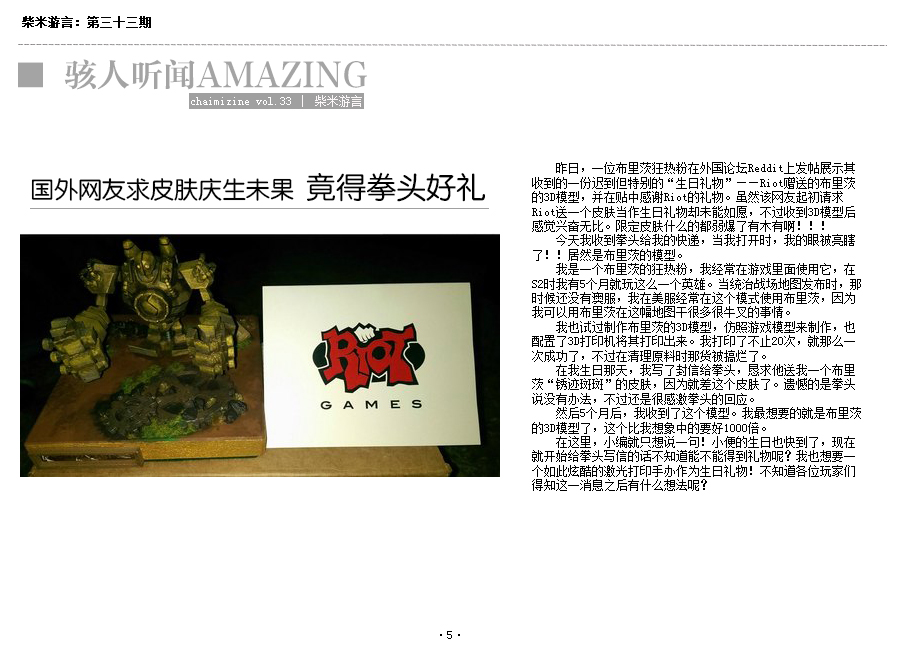 柴米游言：第三十三期
骇人听闻AMAZING
chaimizine vol.33 | 柴米游言
国外网友求皮肤庆生未果 竟得拳头好礼
RIOT
GAMES
昨日，一位布里茨狂热粉在外国论坛Reddit上发帖展示其
收到的一份迟到但特别的“生日礼物”——Riot赠送的布里茨
的3D模型，并在贴中感谢Riot的礼物。虽然该网友起初请求
Riot送一个皮肤当作生日礼物却未能如愿，不过收到3D模型后
感觉兴奋无比。限定皮肤什么的都弱爆了有木有啊！！！
今天我收到拳头给我的快递，当我打开时，我的眼被亮瞎
了！！居然是布里茨的模型。
我是一个布里茨的狂热粉，我经常在游戏里面使用它，在
S2时我有5个月就玩这么一个英雄。当统治战场地图发布时，那
时候还没有澳服，我在美服经常在这个模式使用布里茨，因为
我可以用布里茨在这幅地图干很多很牛叉的事情。
我也试过制作布里茨的3D模型，仿照游戏模型来制作，也
配置了3D打印机将其打印出来。我打印了不止20次，就那么一
次成功了，不过在清理原料时那货被搞烂了。
在我生日那天，我写了封信给拳头，恳求他送我一个布里
茨“锈迹斑斑”的皮肤，因为就差这个皮肤了。遗憾的是拳头
说没有办法，不过还是很感激拳头的回应。
然后5个月后，我收到了这个模型。我最想要的就是布里茨
的3D模型了，这个比我想象中的要好1000倍。
在这里，小编就只想说一句！小便的生日也快到了，现在
就开始给拳头写信的话不知道能不能得到礼物呢？我也想要一
个如此炫酷的激光打印手办作为生日礼物！不知道各位玩家们
得知这一消息之后有什么想法呢？
·5·